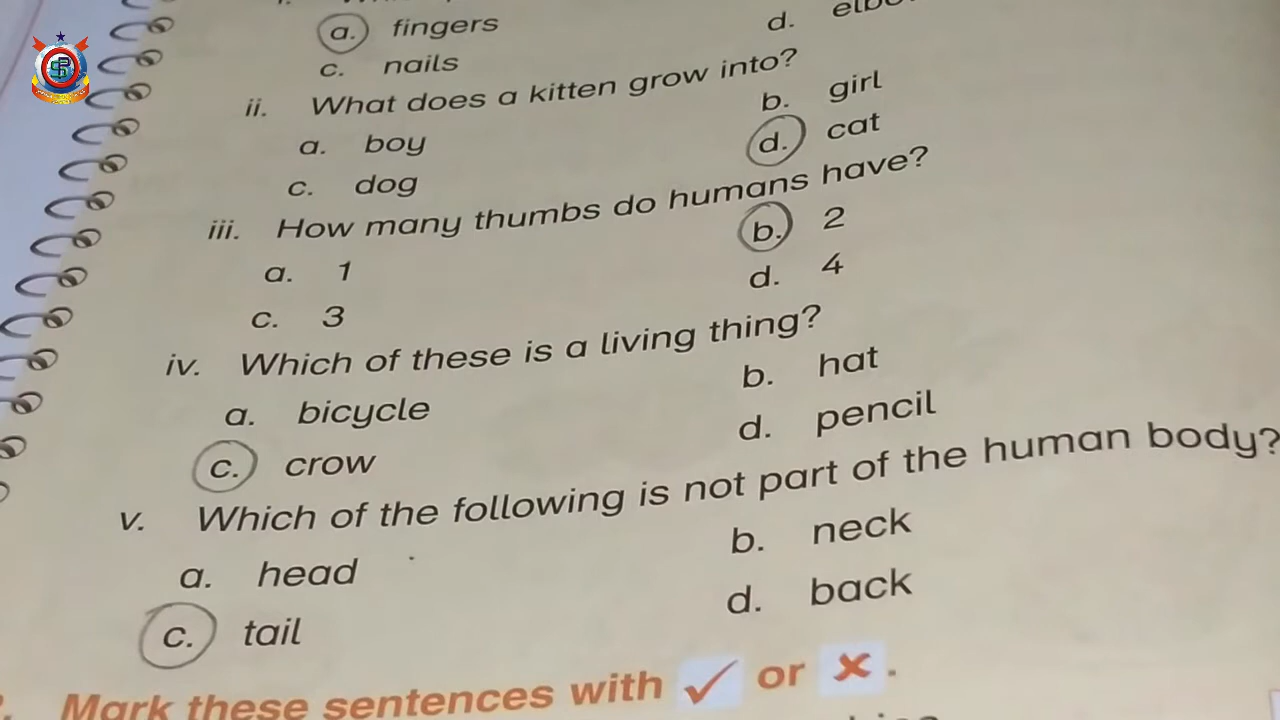 a. fingers
d.
c. nails
ii. What does a kitten grow into?
a. boy b. girl
c. dog d. cat
iii. How many thumbs do humans have?
a. 1 b. 2
c. 3 d. 4
iv. Which of these is a living thing?
a. bicycle b. hat
c. crow d. pencil
v. Which of the following is not part of the human body?
a. head b. neck
c. tail d. back
Mark these sentences with ✓ or ✗.